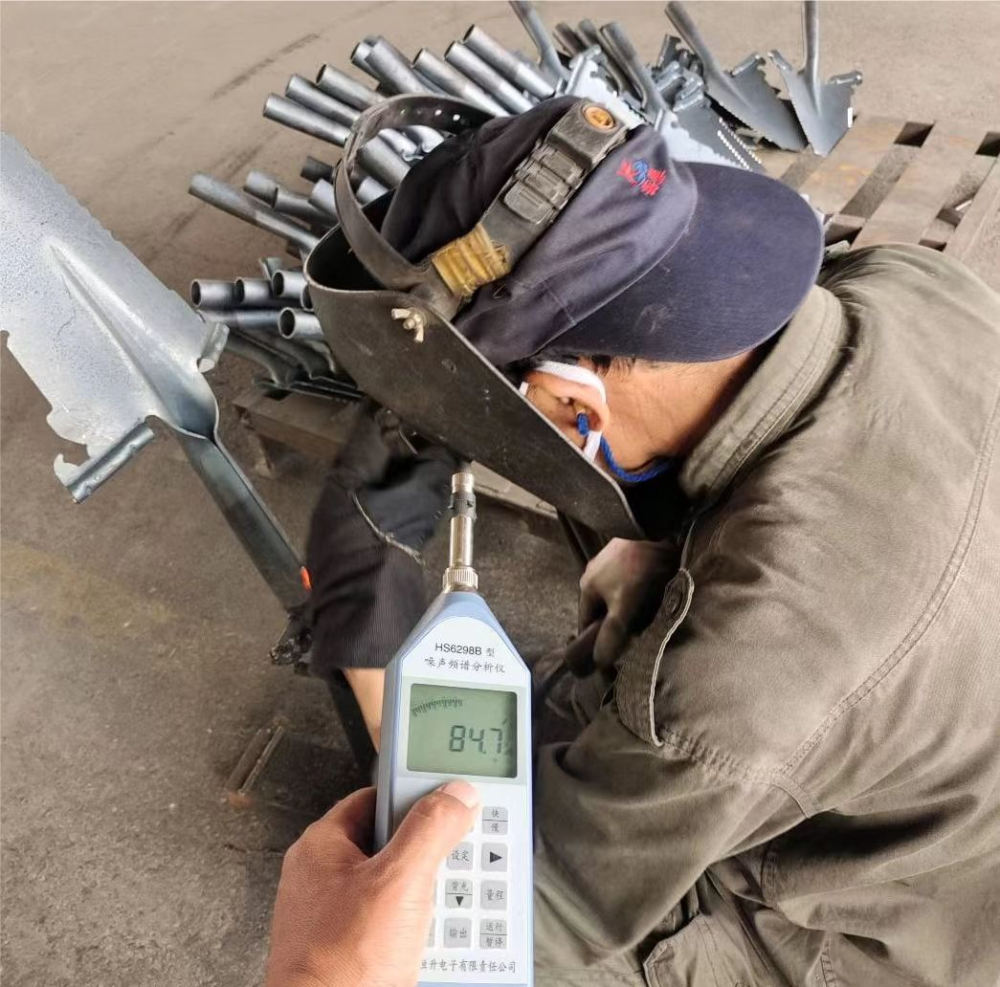 HS6298B 型
噪声频谱分析仪
84.7
快
慢
设定
背光
量程
输出
运行
暂停
恒升电子有限责任公司